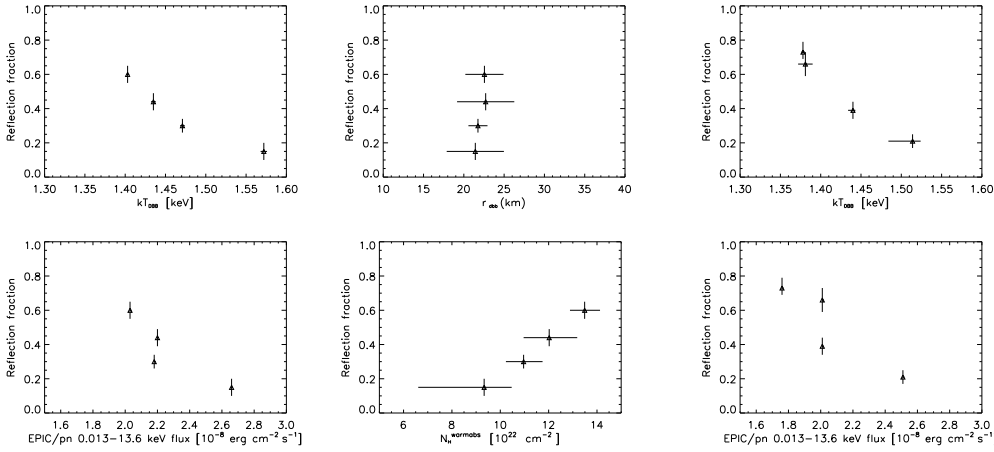 1.0
0.8
0.6
0.4
0.2
0.0
Reflection fraction
1.30 1.40 1.45 1.50 1.55 1.60
kT_DBB [keV]
1.0
0.8
0.6
0.4
0.2
0.0
Reflection fraction
10 15 20 25 30 35 40
r_dbb (km)
1.0
0.8
0.6
0.4
0.2
0.0
Reflection fraction
1.30 1.40 1.45 1.50 1.55 1.60
kT_DBB [keV]
1.0
0.8
0.6
0.4
0.2
0.0
Reflection fraction
1.6 1.8 2.0 2.2 2.4 2.6 2.8 3.0
EPIC/pn 0.013–13.6 keV flux [10⁻⁸ erg cm⁻² s⁻¹]
1.0
0.8
0.6
0.4
0.2
0.0
Reflection fraction
6 8 10 12 14
N_H^warmabs [10²² cm⁻²]
1.0
0.8
0.6
0.4
0.2
0.0
Reflection fraction
1.6 1.8 2.0 2.2 2.4 2.6 2.8 3.0
EPIC/pn 0.013–13.6 keV flux [10⁻⁸ erg cm⁻² s⁻¹